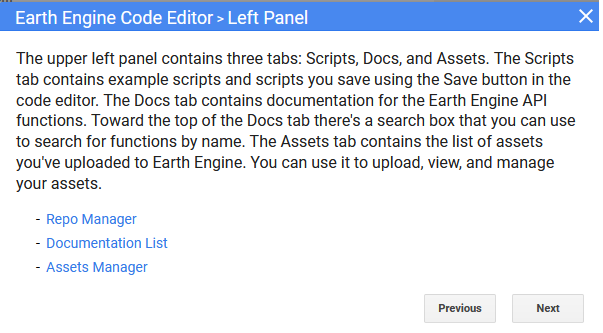 Earth Engine Code Editor > Left Panel
The upper left panel contains three tabs: Scripts, Docs, and Assets. The Scripts
tab contains example scripts and scripts you save using the Save button in the
code editor. The Docs tab contains documentation for the Earth Engine API
functions. Toward the top of the Docs tab there's a search box that you can use
to search for functions by name. The Assets tab contains the list of assets
you've uploaded to Earth Engine. You can use it to upload, view, and manage
your assets.
- Repo Manager
- Documentation List
- Assets Manager
Previous Next